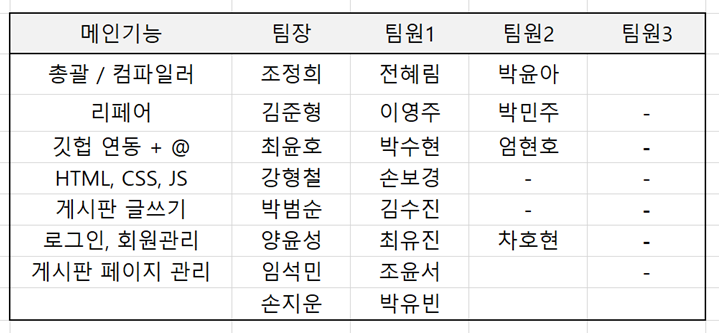 메인기능 팀장 팀원1 팀원2 팀원3
총괄 / 컴파일러 조정희 전혜림 박윤아
리페어 김준형 이영주 박민주 -
깃헙 연동 + @ 최윤호 박수현 엄현호 -
HTML, CSS, JS 강형철 손보경 - -
게시판 글쓰기 박범순 김수진 - -
로그인, 회원관리 양윤성 최유진 차호현 -
게시판 페이지 관리 임석민 조윤서 -
손지운 박유빈